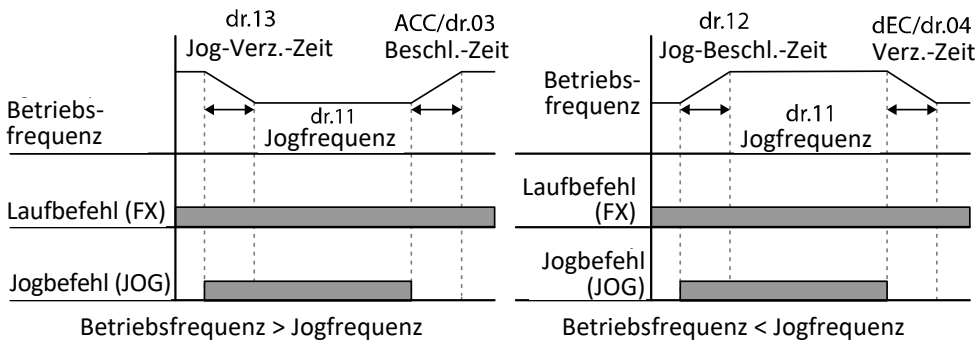 dr.13
Jog-Verz.-Zeit
ACC/dr.03
Beschl.-Zeit
Betriebs-
frequenz
dr.11
Jogfrequenz
Laufbefehl (FX)
Jogbefehl (JOG)
Betriebsfrequenz > Jogfrequenz
dr.12
Jog-Beschl.-Zeit
dEC/dr.04
Verz.-Zeit
Betriebs-
frequenz
dr.11
Jogfrequenz
Laufbefehl
(FX)
Jogbefehl
(JOG)
Betriebsfrequenz < Jogfrequenz